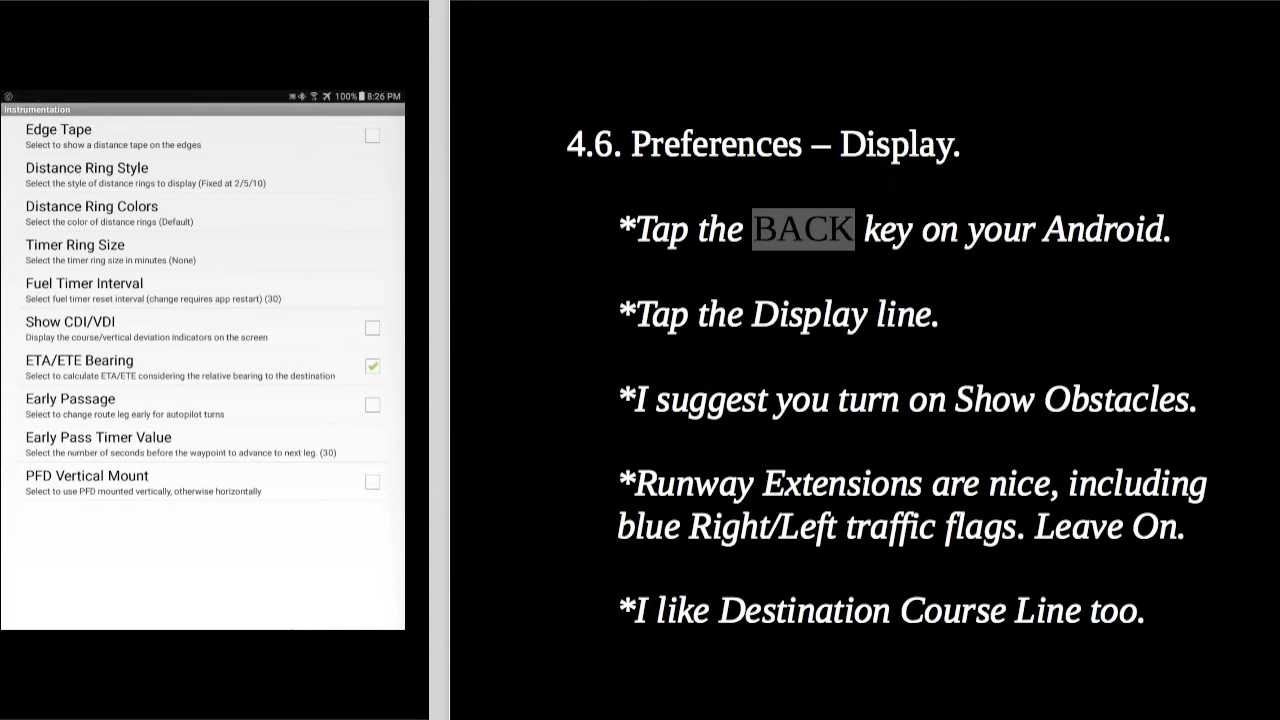 100% 8:26 PM
Instrumentation
Edge Tape
Select to show a distance tape on the edges
Distance Ring Style
Select the style of distance rings to display (Fixed at 2/5/10)
Distance Ring Colors
Select the color of distance rings (Default)
Timer Ring Size
Select the timer ring size in minutes (None)
Fuel Timer Interval
Select fuel timer reset interval (change requires app restart) (30)
Show CDI/VDI
Display the course/vertical deviation indicators on the screen
ETA/ETE Bearing
Select to calculate ETA/ETE considering the relative bearing to the destination
Early Passage
Select to change route leg early for autopilot turns
Early Pass Timer Value
Select the number of seconds before the waypoint to advance to next leg. (30)
PFD Vertical Mount
Select to use PFD mounted vertically, otherwise horizontally
4.6. Preferences – Display.
*Tap the BACK key on your Android.
*Tap the Display line.
*I suggest you turn on Show Obstacles.
*Runway Extensions are nice, including
blue Right/Left traffic flags. Leave On.
*I like Destination Course Line too.